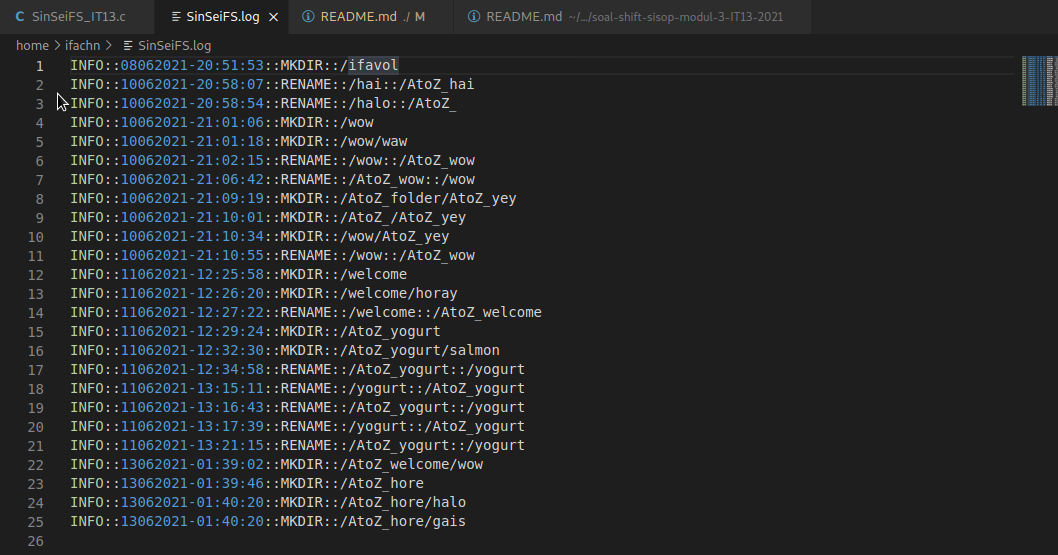 C SinSeiFS_IT13.c SinSeiFS.log × README.md ./ M README.md ~/.../soal-shift-sisop-modul-3-IT13-2021
home > ifachn > SinSeiFS.log
1 INFO::08062021-20:51:53::MKDIR::/ifavol
2 INFO::10062021-20:58:07::RENAME::/hai::/AtoZ_hai
3 INFO::10062021-20:58:54::RENAME::/halo::/AtoZ_
4 INFO::10062021-21:01:06::MKDIR::/wow
5 INFO::10062021-21:01:18::MKDIR::/wow/waw
6 INFO::10062021-21:02:15::RENAME::/wow::/AtoZ_wow
7 INFO::10062021-21:06:42::RENAME::/AtoZ_wow::/wow
8 INFO::10062021-21:09:19::MKDIR::/AtoZ_folder/AtoZ_yey
9 INFO::10062021-21:10:01::MKDIR::/AtoZ_/AtoZ_yey
10 INFO::10062021-21:10:34::MKDIR::/wow/AtoZ_yey
11 INFO::10062021-21:10:55::RENAME::/wow::/AtoZ_wow
12 INFO::11062021-12:25:58::MKDIR::/welcome
13 INFO::11062021-12:26:20::MKDIR::/welcome/horay
14 INFO::11062021-12:27:22::RENAME::/welcome::/AtoZ_welcome
15 INFO::11062021-12:29:24::MKDIR::/AtoZ_yogurt
16 INFO::11062021-12:32:30::MKDIR::/AtoZ_yogurt/salmon
17 INFO::11062021-12:34:58::RENAME::/AtoZ_yogurt::/yogurt
18 INFO::11062021-13:15:11::RENAME::/yogurt::/AtoZ_yogurt
19 INFO::11062021-13:16:43::RENAME::/AtoZ_yogurt::/yogurt
20 INFO::11062021-13:17:39::RENAME::/yogurt::/AtoZ_yogurt
21 INFO::11062021-13:21:15::RENAME::/AtoZ_yogurt::/yogurt
22 INFO::13062021-01:39:02::MKDIR::/AtoZ_welcome/wow
23 INFO::13062021-01:39:46::MKDIR::/AtoZ_hore
24 INFO::13062021-01:40:20::MKDIR::/AtoZ_hore/halo
25 INFO::13062021-01:40:20::MKDIR::/AtoZ_hore/gais
26